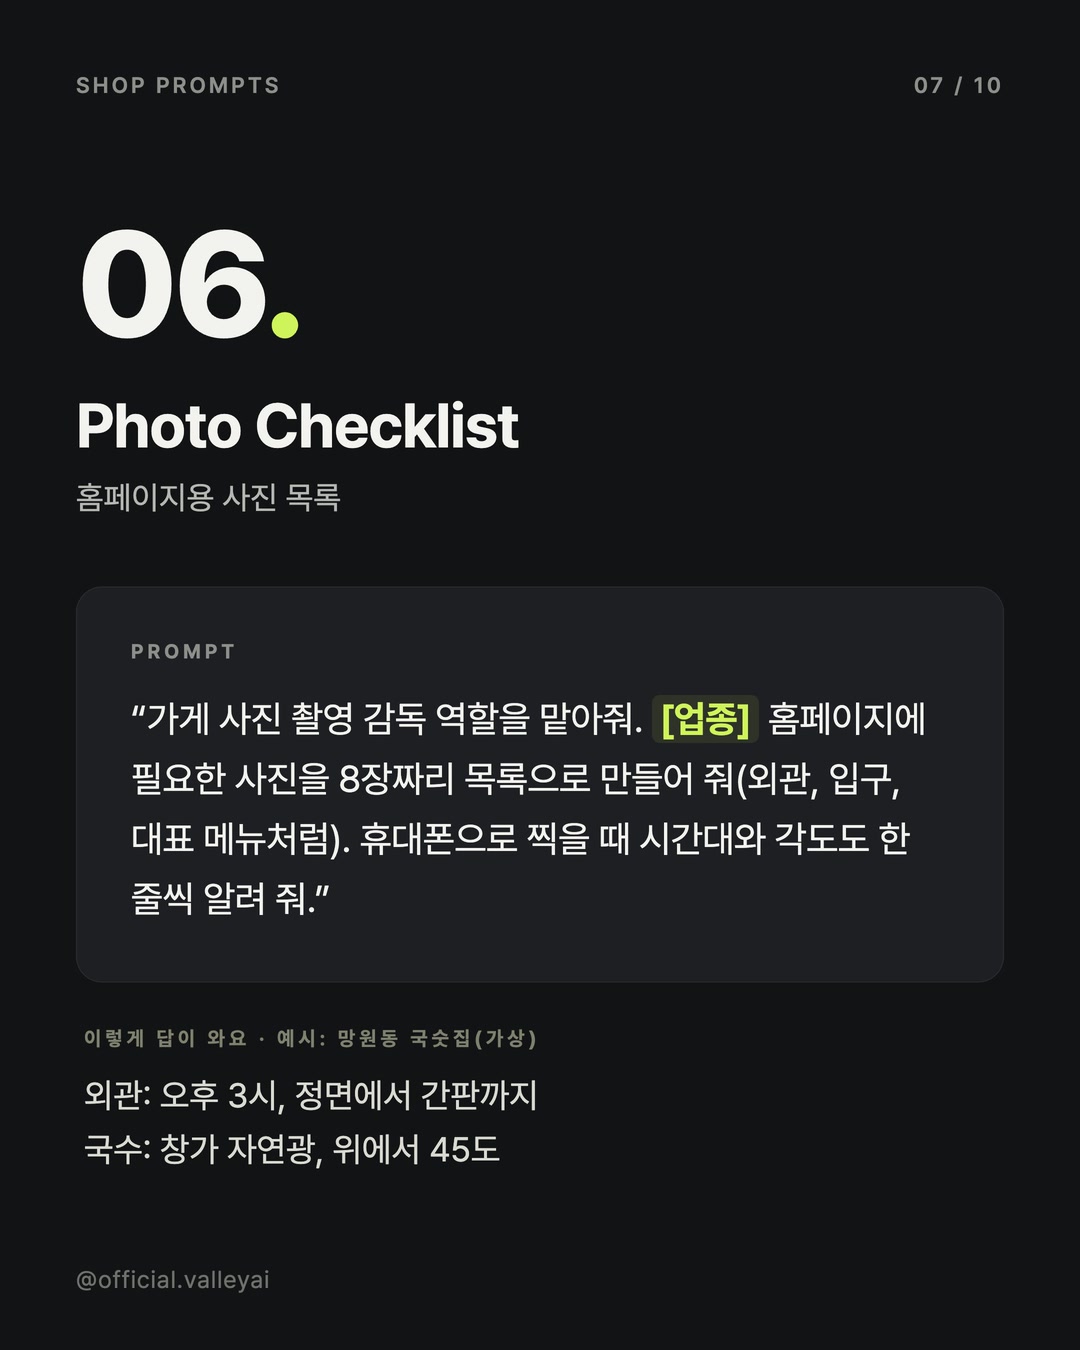 SHOP PROMPTS
07 / 10
06.
Photo Checklist
홈페이지용 사진 목록
PROMPT
“가게 사진 촬영 감독 역할을 맡아줘. [업종] 홈페이지에
필요한 사진을 8장짜리 목록으로 만들어 줘(외관, 입구,
대표 메뉴처럼). 휴대폰으로 찍을 때 시간대와 각도도 한
줄씩 알려 줘.”
이렇게 답이 와요 · 예시: 망원동 국숫집(가상)
외관: 오후 3시, 정면에서 간판까지
국수: 창가 자연광, 위에서 45도
@official.valleyai